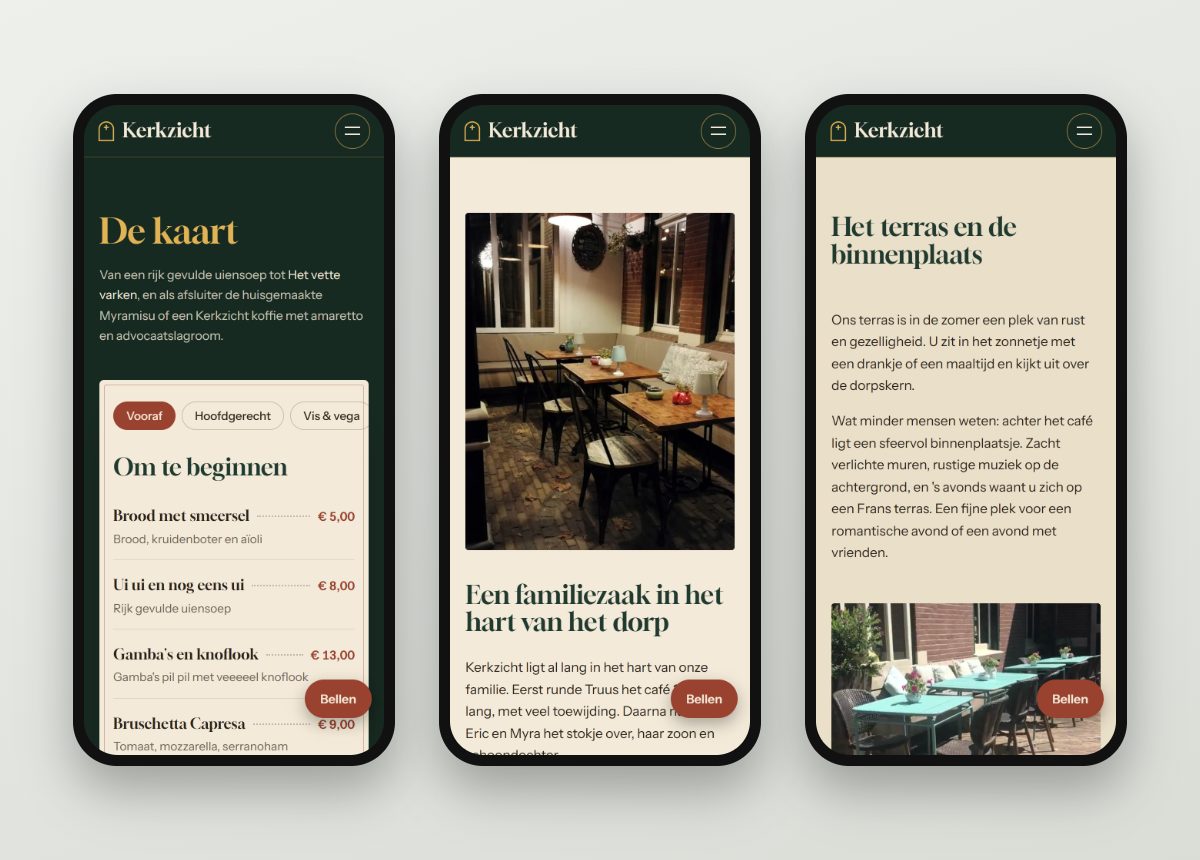 Kerkzicht
De kaart
Van een rijk gevulde uiensoep tot Het vette
varken, en als afsluiter de huisgemaakte
Myramisu of een Kerkzicht koffie met amaretto
en advocaatslagroom.
Vooraf
Hoofdgerecht
Vis & vega
Om te beginnen
Brood met smeersel € 5,00
Brood, kruidenboter en aïoli
Ui ui en nog eens ui € 8,00
Rijk gevulde uiensoep
Gamba's en knoflook € 13,00
Gamba's pil pil met veeeeel knoflook
Bellen
Bruschetta Capresa € 9,00
Tomaat, mozzarella, serranoham
Kerkzicht
Een familiezaak in het
hart van het dorp
Kerkzicht ligt al lang in het hart van onze
familie. Eerst runde Truus het café
Bellen
lang, met veel toewijding. Daarna
Eric en Myra het stokje over, haar zoon en
Kerkzicht
Het terras en de
binnenplaats
Ons terras is in de zomer een plek van rust
en gezelligheid. U zit in het zonnetje met
een drankje of een maaltijd en kijkt uit over
de dorpskern.
Wat minder mensen weten: achter het café
ligt een sfeervol binnenplaatsje. Zacht
verlichte muren, rustige muziek op de
achtergrond, en 's avonds waant u zich op
een Frans terras. Een fijne plek voor een
romantische avond of een avond met
vrienden.
Bellen